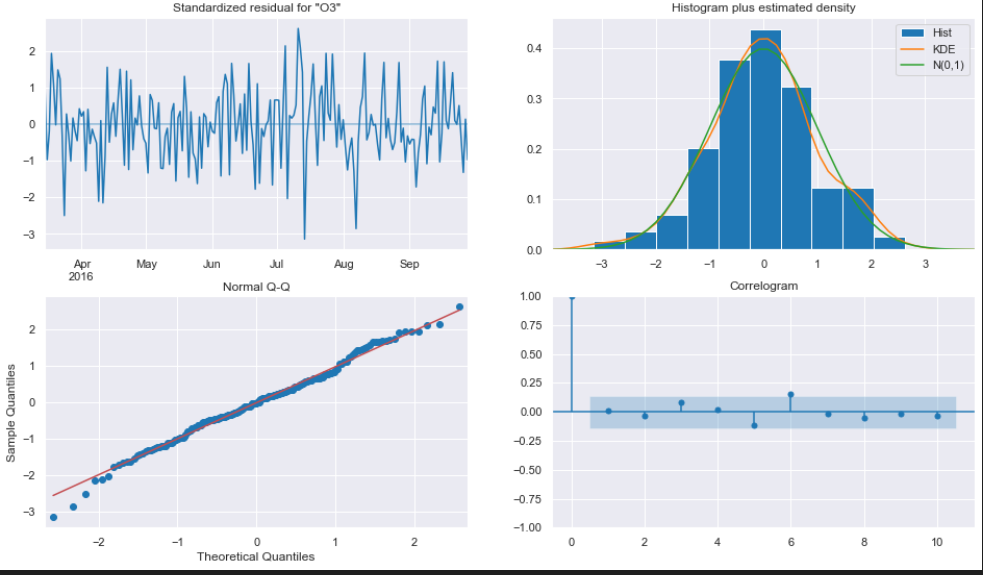 Standardized residual for "O3"
2
1
0
−1
−2
−3
Apr
2016
May
Jun
Jul
Aug
Sep
Histogram plus estimated density
Hist
KDE
N(0,1)
0.4
0.3
0.2
0.1
0.0
−3 −2 −1 0 1 2 3
Normal Q-Q
Sample Quantiles
2
1
0
−1
−2
−3
−2 −1 0 1 2
Theoretical Quantiles
Correlogram
1.00
0.75
0.50
0.25
0.00
−0.25
−0.50
−0.75
−1.00
0 2 4 6 8 10